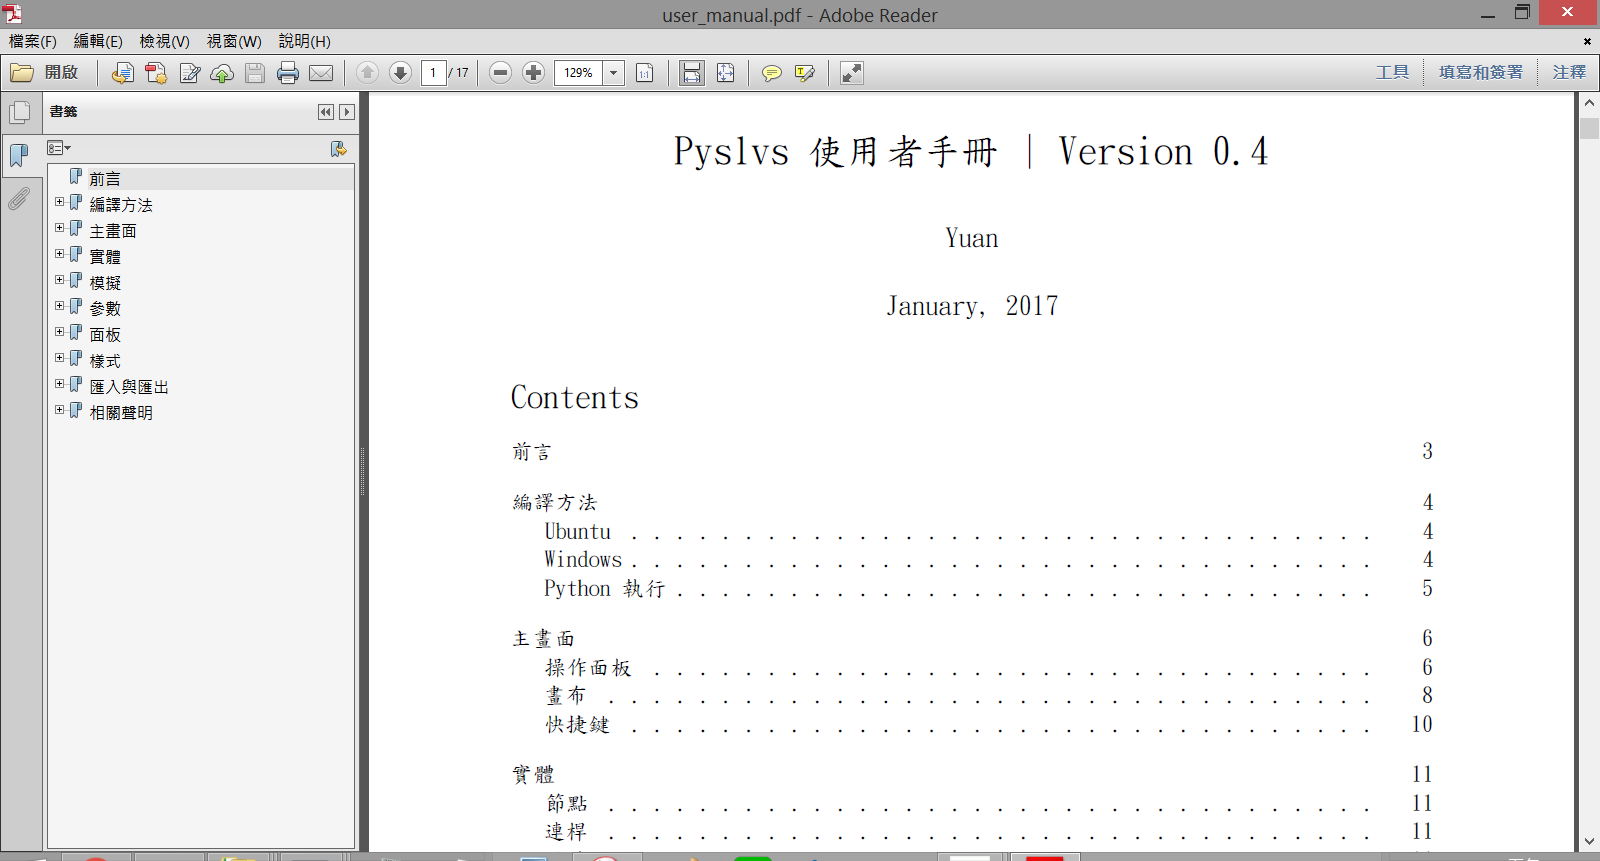 user_manual.pdf - Adobe Reader
檔案(F) 編輯(E) 檢視(V) 視窗(W) 說明(H)
開啟 1 / 17 129% 工具 填寫和簽署 注釋
書籤
前言
編譯方法
主畫面
實體
模擬
參數
面板
樣式
匯入與匯出
相關聲明
Pyslvs 使用者手冊 | Version 0.4
Yuan
January, 2017
Contents
前言 3
編譯方法 4
Ubuntu . . . . . . . . . . . . . . . . . . . . . . . . . . . . . . . . . 4
Windows . . . . . . . . . . . . . . . . . . . . . . . . . . . . . . . . . 4
Python 執行 . . . . . . . . . . . . . . . . . . . . . . . . . . . . . . . 5
主畫面 6
操作面板 . . . . . . . . . . . . . . . . . . . . . . . . . . . . . . . . 6
畫布 . . . . . . . . . . . . . . . . . . . . . . . . . . . . . . . . . . 8
快捷鍵 . . . . . . . . . . . . . . . . . . . . . . . . . . . . . . . . . 10
實體 11
節點 . . . . . . . . . . . . . . . . . . . . . . . . . . . . . . . . . . 11
連桿 . . . . . . . . . . . . . . . . . . . . . . . . . . . . . . . . . . 11